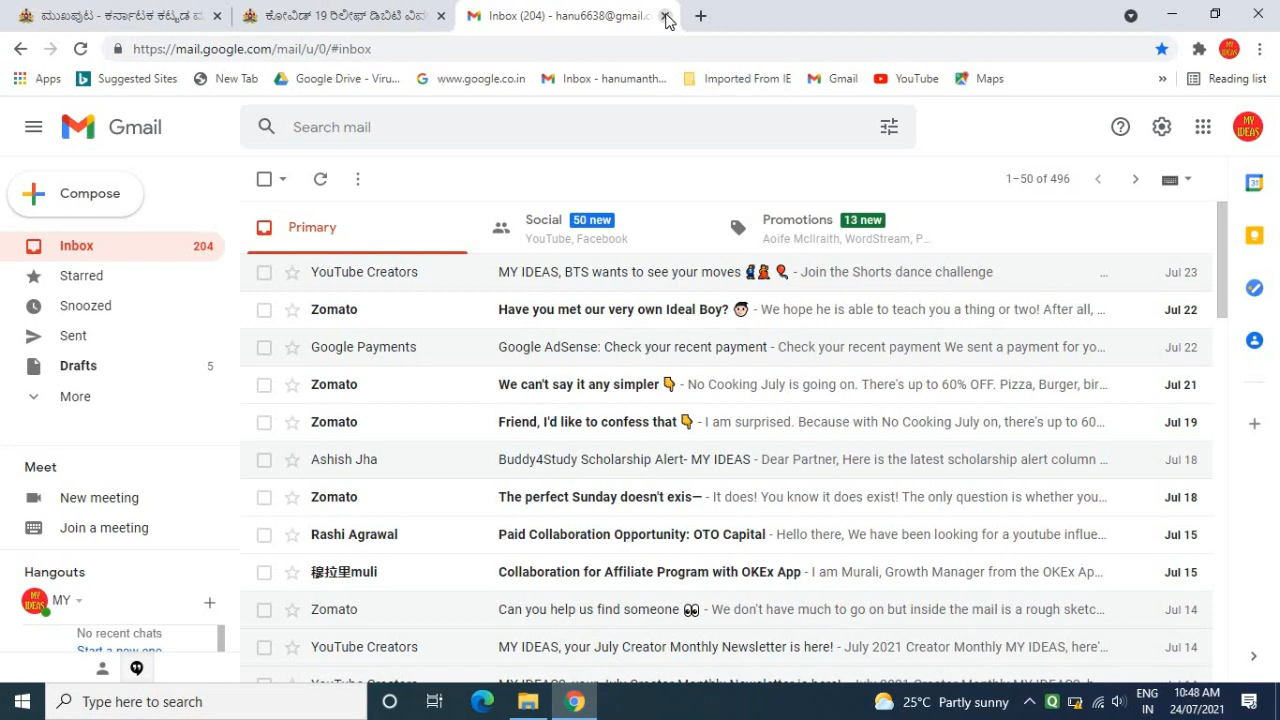 ಮುಖಪುಟ - ಕರ್ನಾಟಕ ಕಟ್ಟಡ ಮ
ಕೋವಿಡ್ 19 ರಿಲೀಫ್ ಡಿಬಿಟಿ ವಿವ
Inbox (204) - hanu6638@gmail.c
https://mail.google.com/mail/u/0/#inbox
MY IDEAS
Apps
Suggested Sites
New Tab
Google Drive - Viru...
www.google.co.in
Inbox - hanumanth...
Imported From IE
Gmail
YouTube
Maps
»
Reading list
Gmail
Search mail
MY IDEAS
Compose
1–50 of 496
Inbox 204
Starred
Snoozed
Sent
Drafts 5
More
Meet
New meeting
Join a meeting
Hangouts
MY
No recent chats
Start a new one
Primary
Social 50 new
YouTube, Facebook
Promotions 13 new
Aoife McIlraith, WordStream, P...
YouTube Creators MY IDEAS, BTS wants to see your moves - Join the Shorts dance challenge ... Jul 23
Zomato Have you met our very own Ideal Boy? - We hope he is able to teach you a thing or two! After all, ... Jul 22
Google Payments Google AdSense: Check your recent payment - Check your recent payment We sent a payment for yo... Jul 22
Zomato We can't say it any simpler 👇 - No Cooking July is going on. There's up to 60% OFF. Pizza, Burger, bir... Jul 21
Zomato Friend, I'd like to confess that 👇 - I am surprised. Because with No Cooking July on, there's up to 60... Jul 19
Ashish Jha Buddy4Study Scholarship Alert- MY IDEAS - Dear Partner, Here is the latest scholarship alert column ... Jul 18
Zomato The perfect Sunday doesn't exis— - It does! You know it does exist! The only question is whether you... Jul 18
Rashi Agrawal Paid Collaboration Opportunity: OTO Capital - Hello there, We have been looking for a youtube influe... Jul 15
穆拉里muli Collaboration for Affiliate Program with OKEx App - I am Murali, Growth Manager from the OKEx Ap... Jul 15
Zomato Can you help us find someone 👀 - We don't have much to go on but inside the mail is a rough sketc... Jul 14
YouTube Creators MY IDEAS, your July Creator Monthly Newsletter is here! - July 2021 Creator Monthly MY IDEAS, here'... Jul 14
Type here to search
25°C Partly sunny
ENG
IN
10:48 AM
24/07/2021